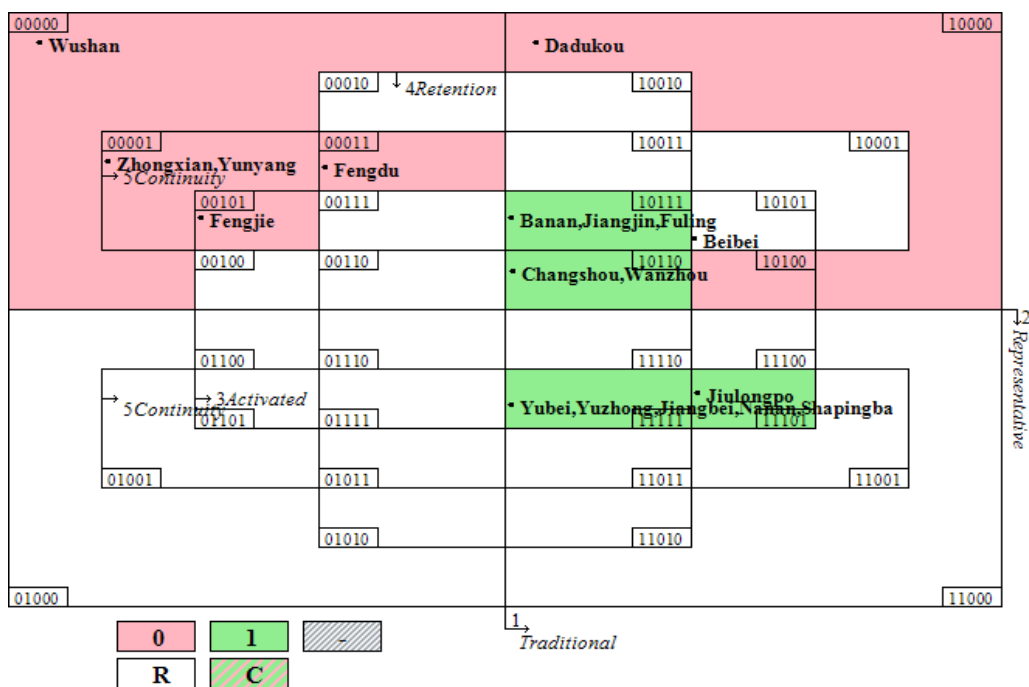 00000 10000
Wushan Dadukou
00010 4Retention 10010
00001 00011 10011 10001
Zhongxian,Yunyang Fengdu
5Continuity
00101 00111 10111 10101
Fengjie Banan,Jiangjin,Fuling
Beibei
00100 00110 10110 10100
Changshou,Wanzhou
2
Representative
01100 01110 11110 11100
5Continuity 3Activated Jiulongpo
Yubei,Yuzhong,Jiangbei,Nanan,Shapingba
01101 01111 11111 11101
01001 01011 11011 11001
01010 11010
01000 11000
1
Traditional
0 1 -
R C